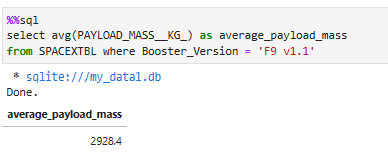 %%sql
select avg(PAYLOAD_MASS__KG_) as average_payload_mass
from SPACEXTBL where Booster_Version = 'F9 v1.1'
* sqlite:///my_data1.db
Done.
average_payload_mass
2928.4